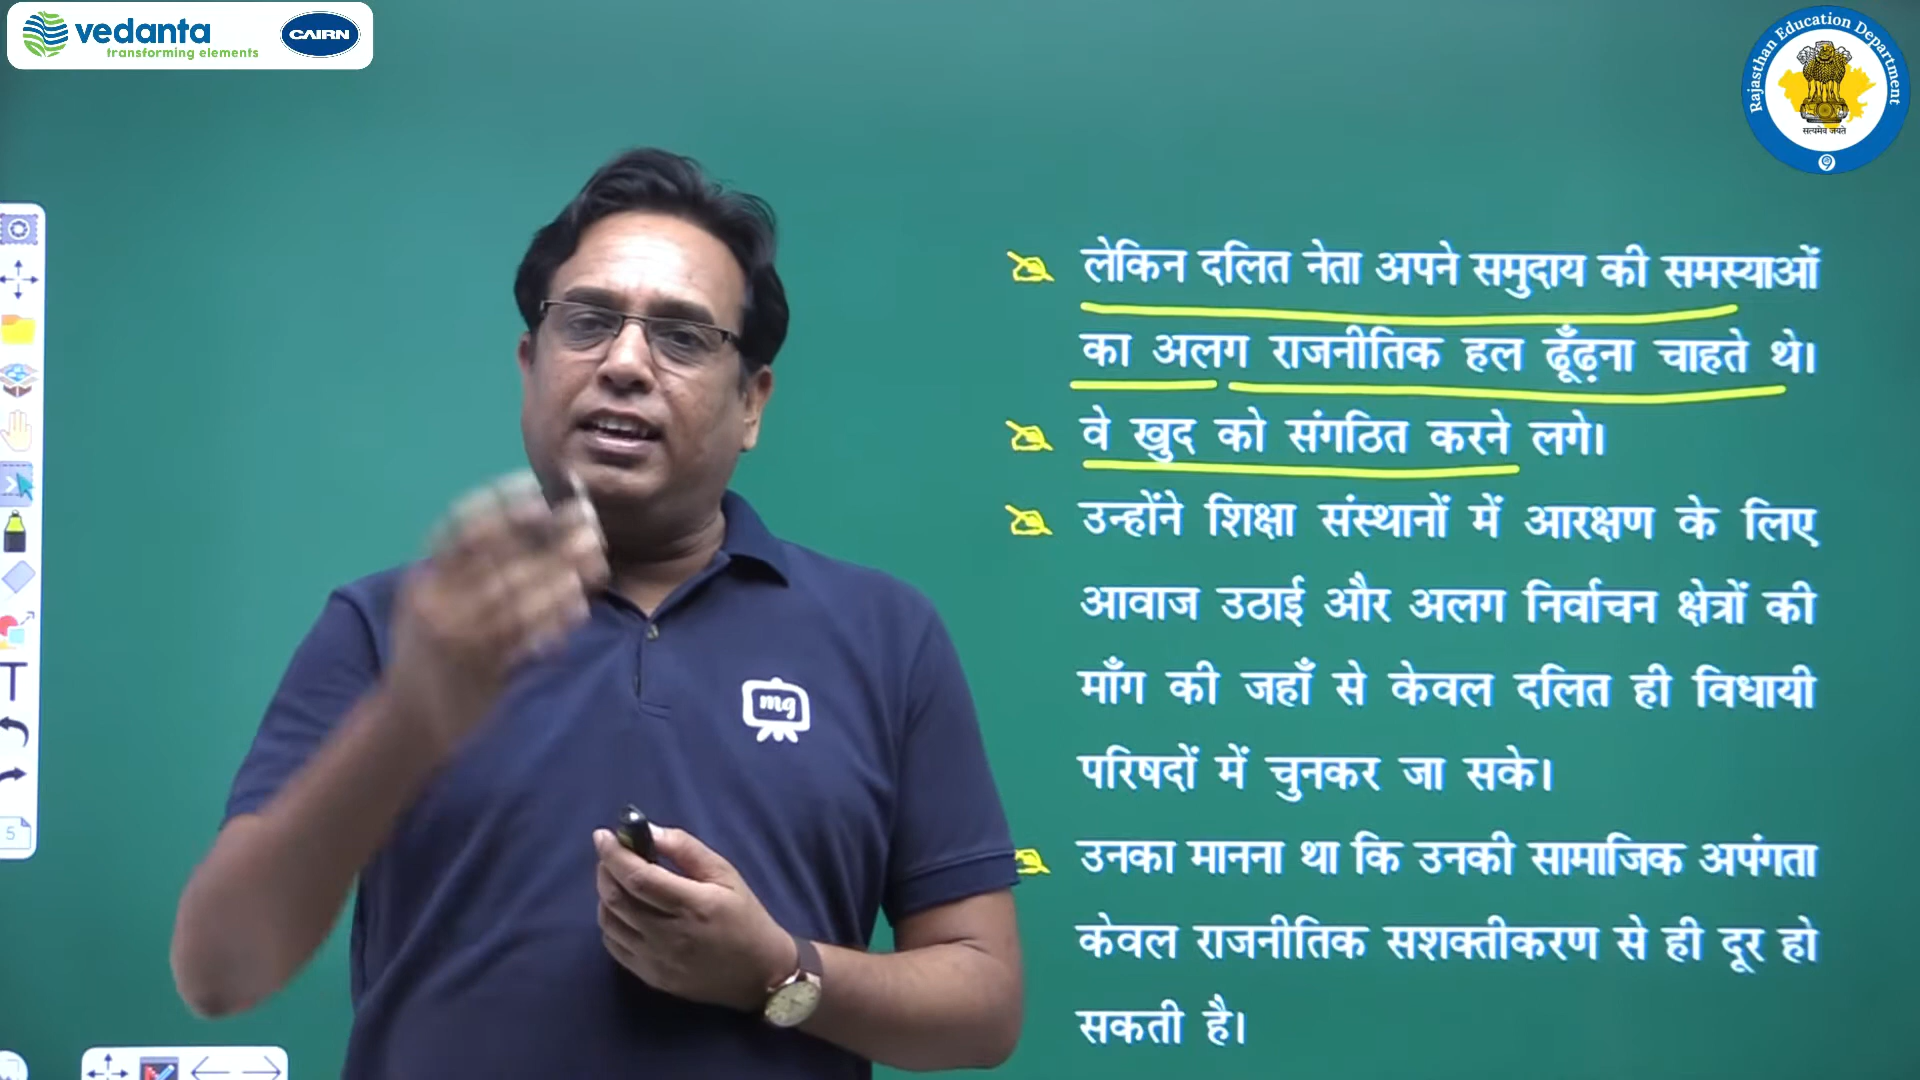 vedanta
transforming elements
CAIRN
Rajasthan Education Department
सत्यमेव जयते
लेकिन दलित नेता अपने समुदाय की समस्याओं
का अलग राजनीतिक हल ढूँढ़ना चाहते थे।
वे खुद को संगठित करने लगे।
उन्होंने शिक्षा संस्थानों में आरक्षण के लिए
आवाज उठाई और अलग निर्वाचन क्षेत्रों की
माँग की जहाँ से केवल दलित ही विधायी
परिषदों में चुनकर जा सके।
उनका मानना था कि उनकी सामाजिक अपंगता
केवल राजनीतिक सशक्तीकरण से ही दूर हो
सकती है।
mg
T
5